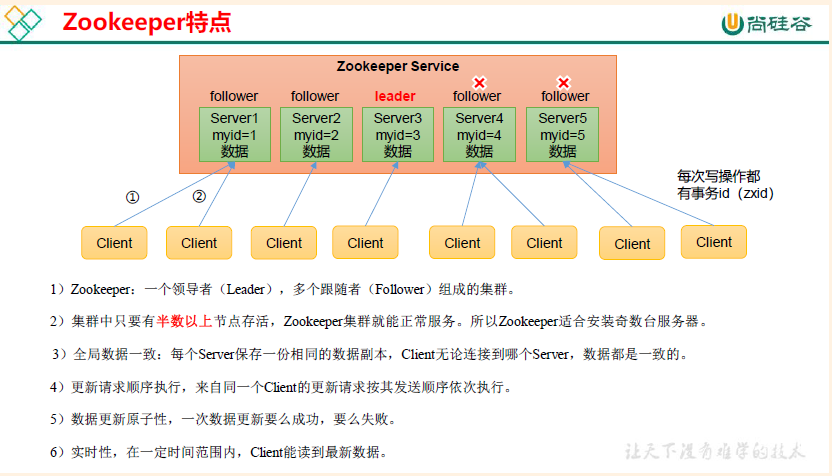 Zookeeper特点
尚硅谷
Zookeeper Service
follower
follower
leader
follower
follower
Server1
myid=1
数据
Server2
myid=2
数据
Server3
myid=3
数据
Server4
myid=4
数据
Server5
myid=5
数据
①
②
每次写操作都
有事务id（zxid）
Client
Client
Client
Client
Client
Client
Client
Client
1）Zookeeper：一个领导者（Leader），多个跟随者（Follower）组成的集群。
2）集群中只要有半数以上节点存活，Zookeeper集群就能正常服务。所以Zookeeper适合安装奇数台服务器。
3）全局数据一致：每个Server保存一份相同的数据副本，Client无论连接到哪个Server，数据都是一致的。
4）更新请求顺序执行，来自同一个Client的更新请求按其发送顺序依次执行。
5）数据更新原子性，一次数据更新要么成功，要么失败。
6）实时性，在一定时间范围内，Client能读到最新数据。
让天下没有难学的技术